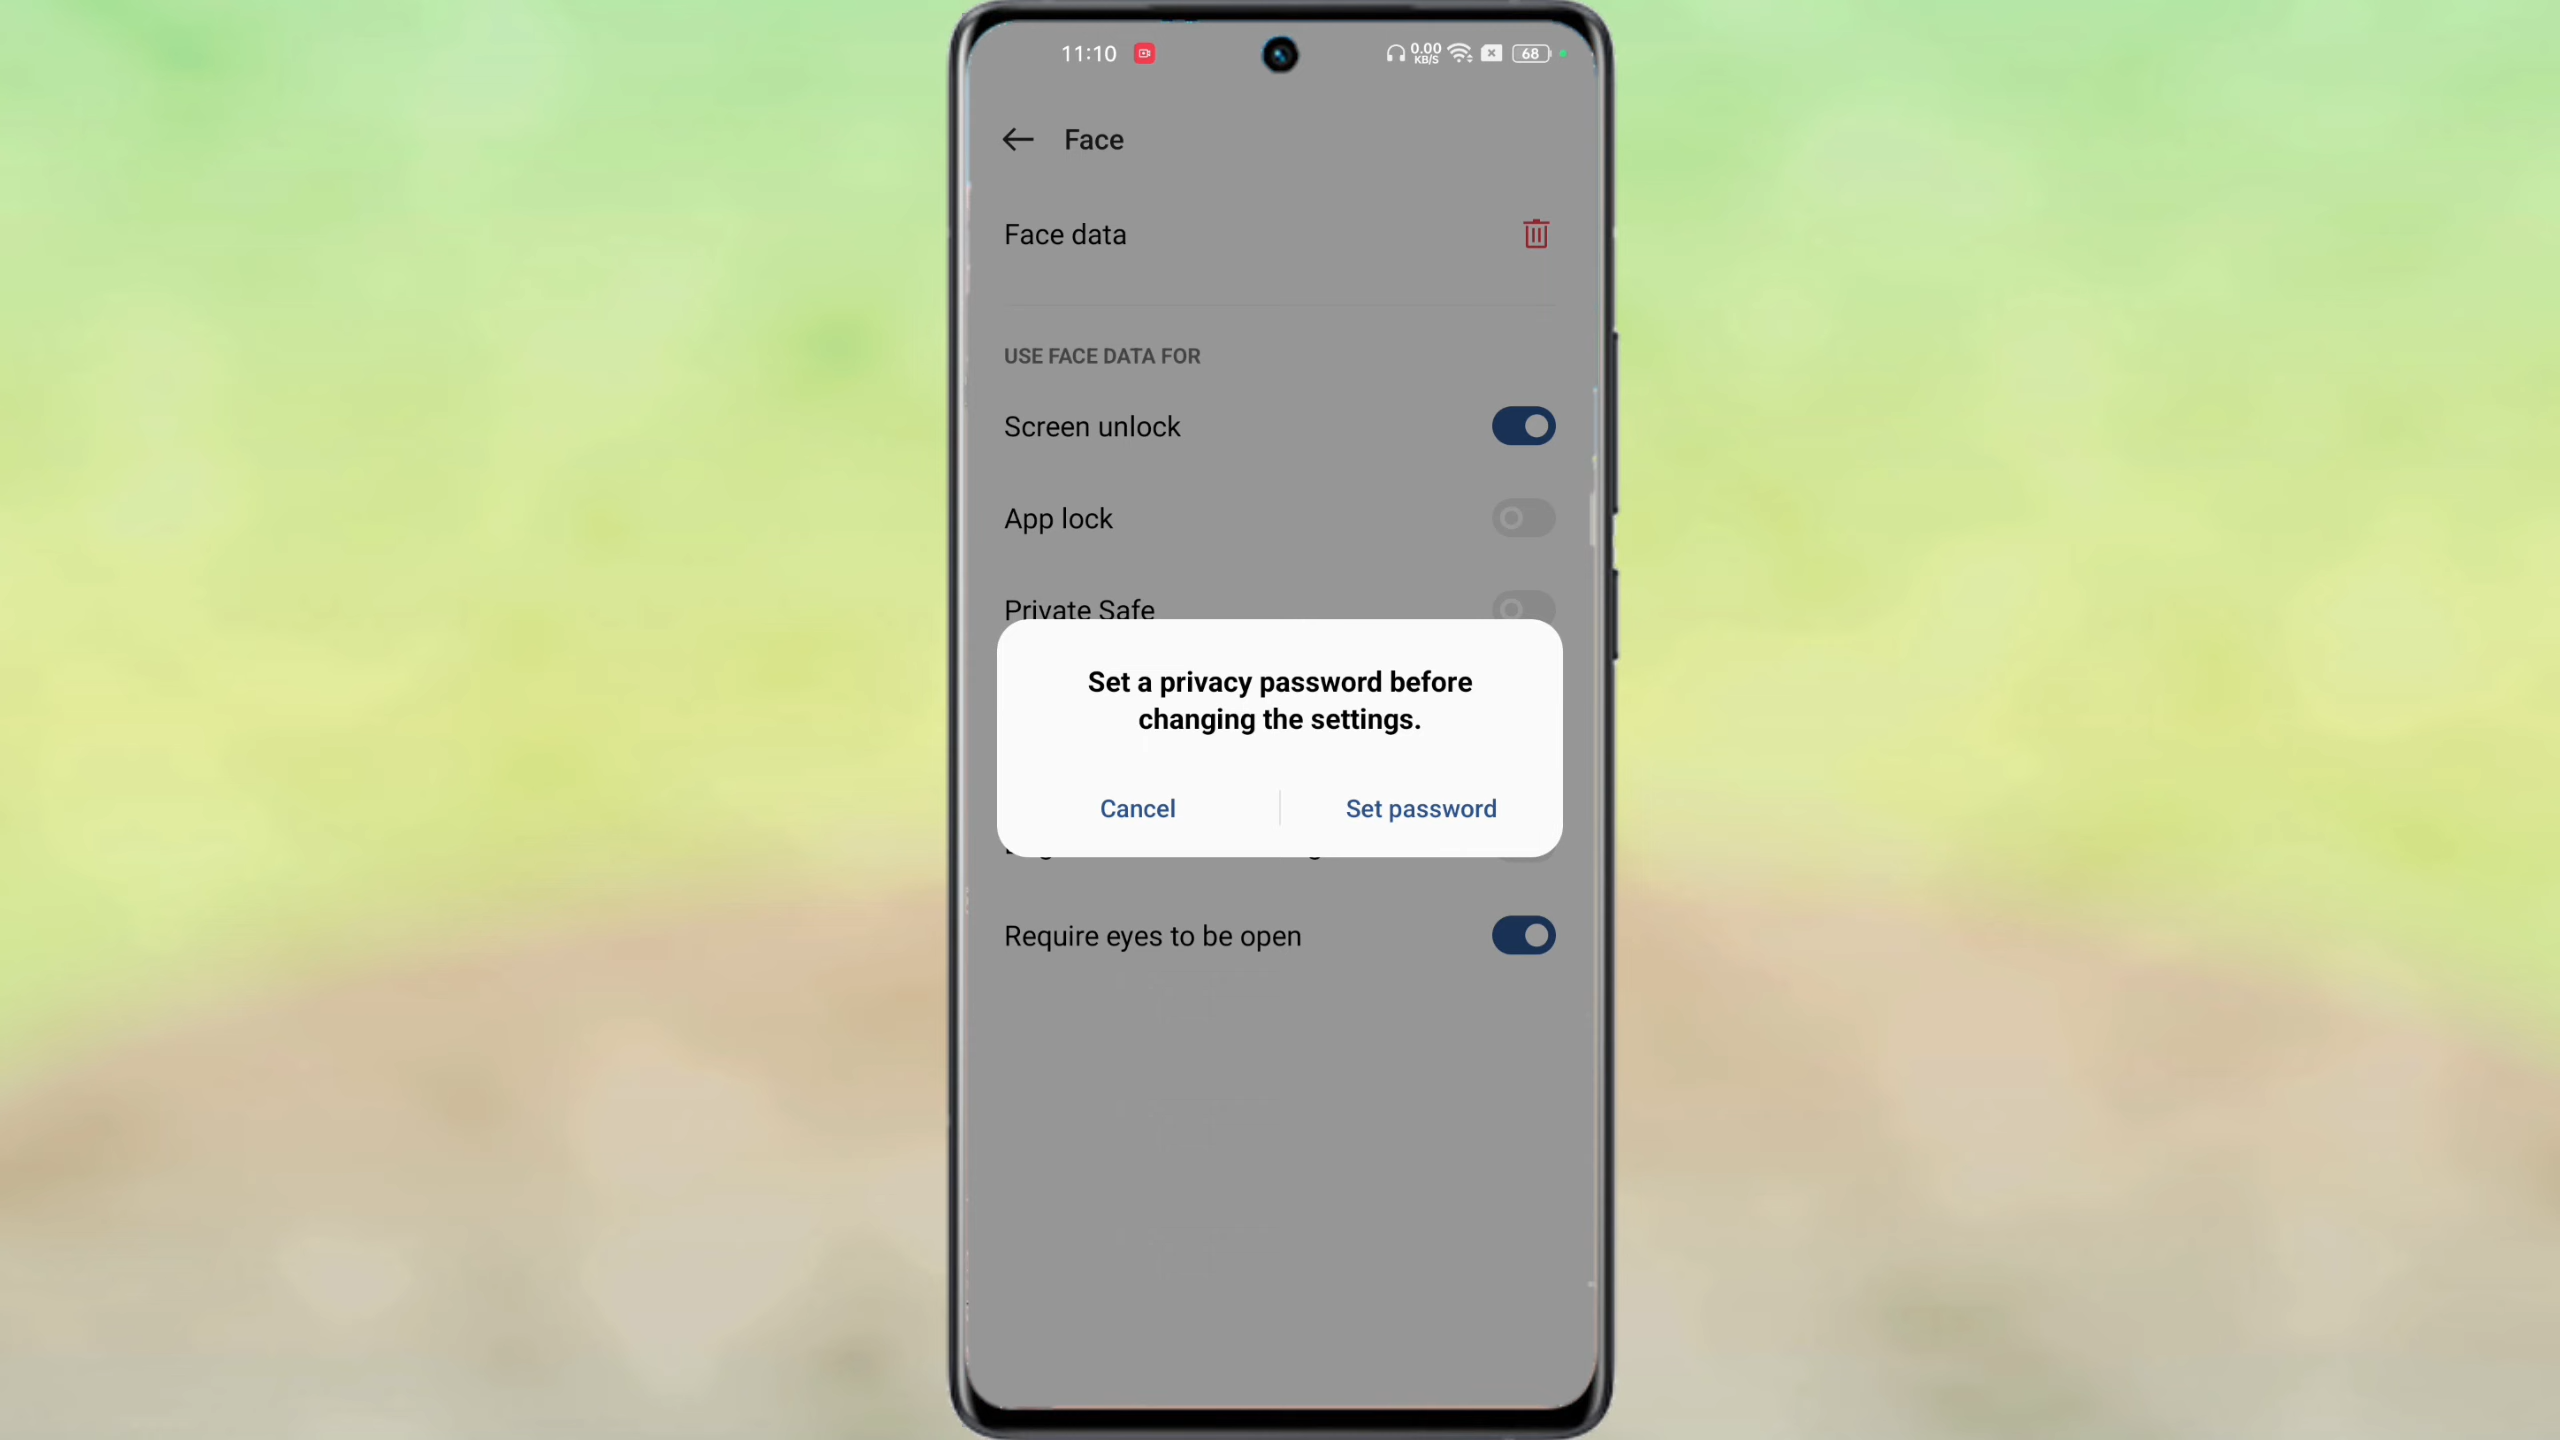 11:10
0.00
KB/S
68
Face
Face data
USE FACE DATA FOR
Screen unlock
App lock
Private Safe
Set a privacy password before
changing the settings.
Cancel
Set password
Require eyes to be open